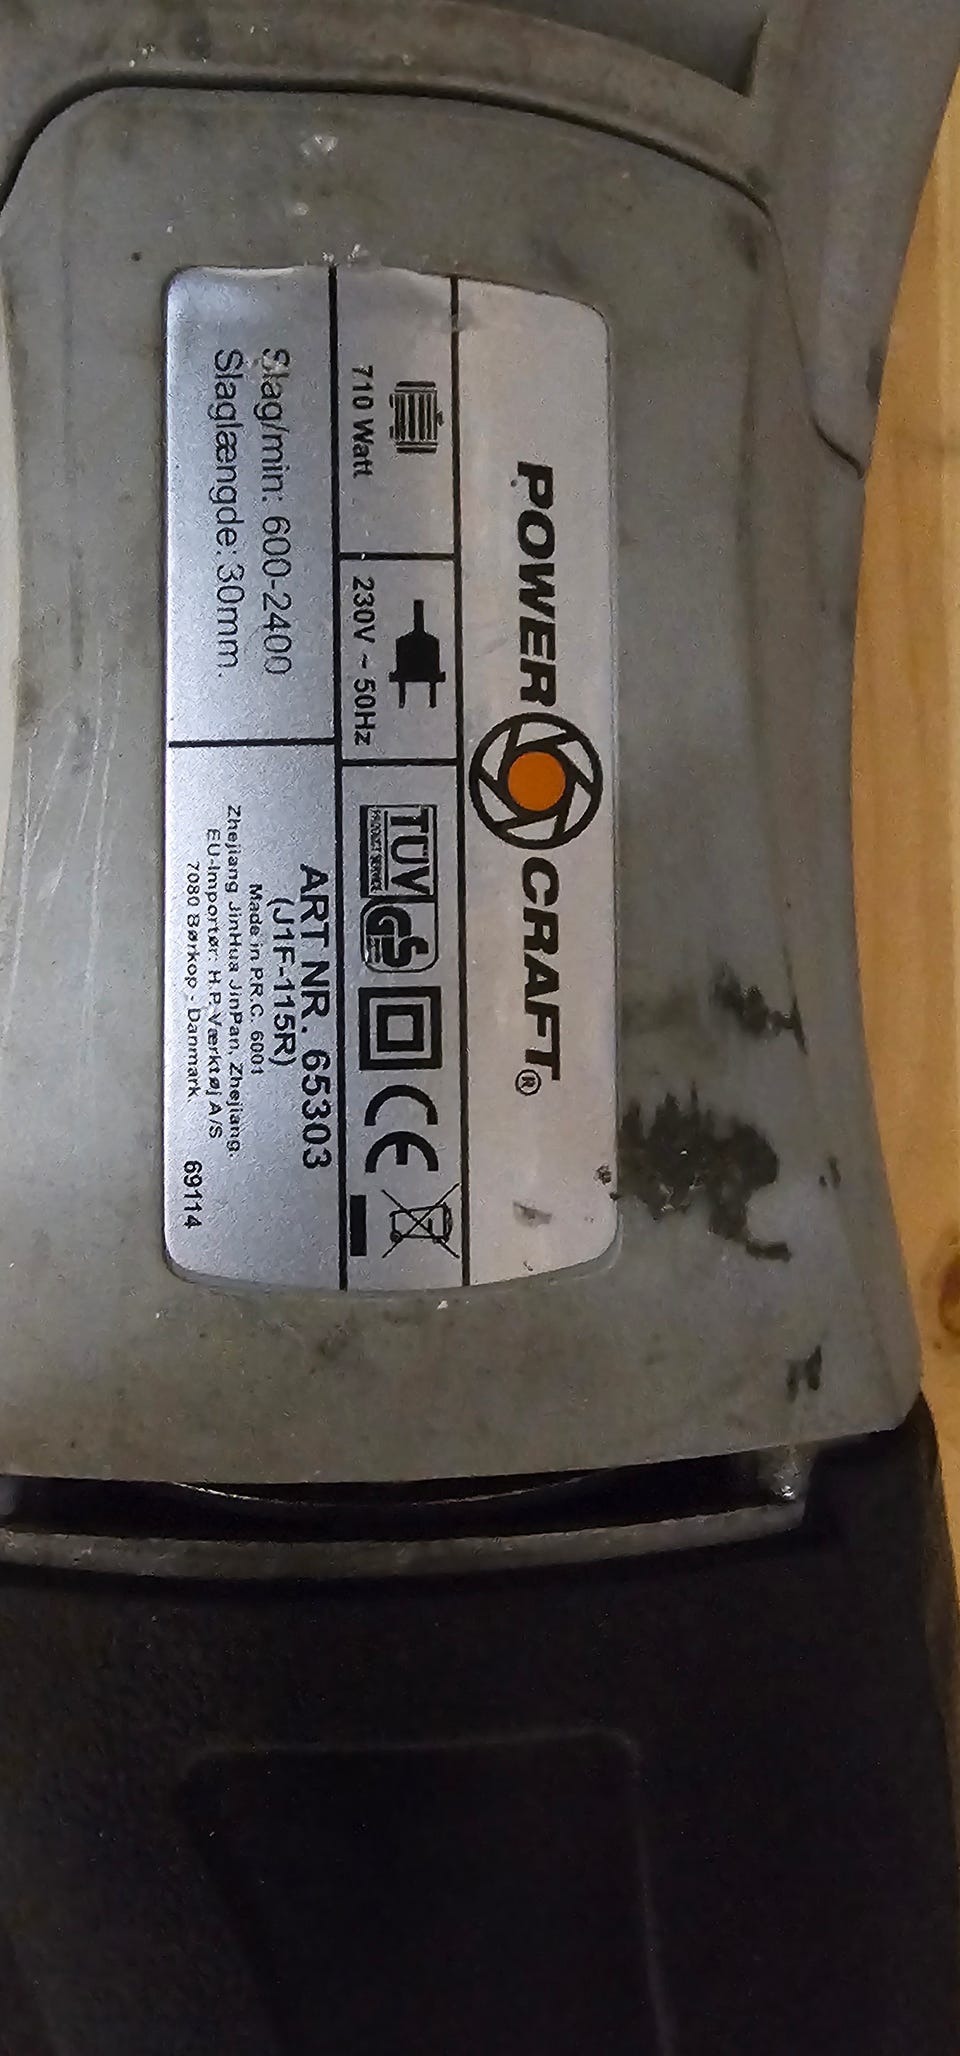 POWER CRAFT®
710 Watt
230V ~ 50Hz
TÜV
PRODUCT SERVICE
GS
CE
Slag/min: 600-2400
Slaglængde: 30mm.
ART NR. 65303
(J1F-115R)
Made in P.R.C. 6001
Zhejiang JinHua JinPan, Zhejiang.
EU-Importør: H.P. Værktøj A/S
7080 Børkop - Danmark
69114